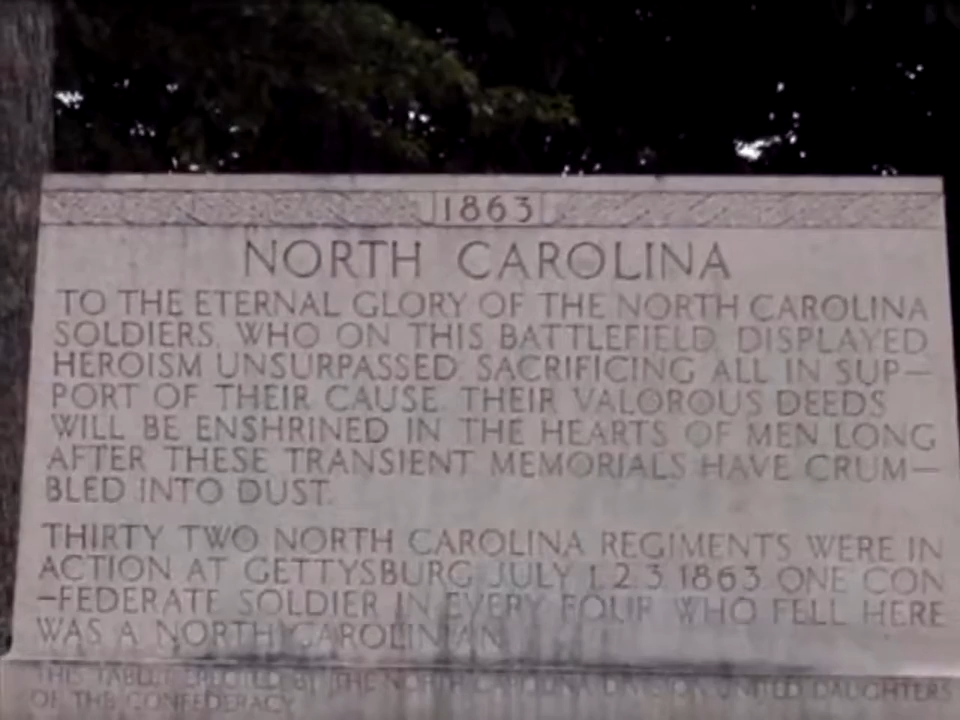 1863
NORTH CAROLINA
TO THE ETERNAL GLORY OF THE NORTH CAROLINA
SOLDIERS. WHO ON THIS BATTLEFIELD DISPLAYED
HEROISM UNSURPASSED SACRIFICING ALL IN SUP-
PORT OF THEIR CAUSE. THEIR VALOROUS DEEDS
WILL BE ENSHRINED IN THE HEARTS OF MEN LONG
AFTER THESE TRANSIENT MEMORIALS HAVE CRUM-
BLED INTO DUST.
THIRTY TWO NORTH CAROLINA REGIMENTS WERE IN
ACTION AT GETTYSBURG JULY 1.2.3 1863 ONE CON
-FEDERATE SOLDIER IN EVERY FOUR WHO FELL HERE
WAS A NORTH CAROLINIAN
THIS TABLET ERECTED BY THE NORTH CAROLINA DIVISION UNITED DAUGHTERS
OF THE CONFEDERACY